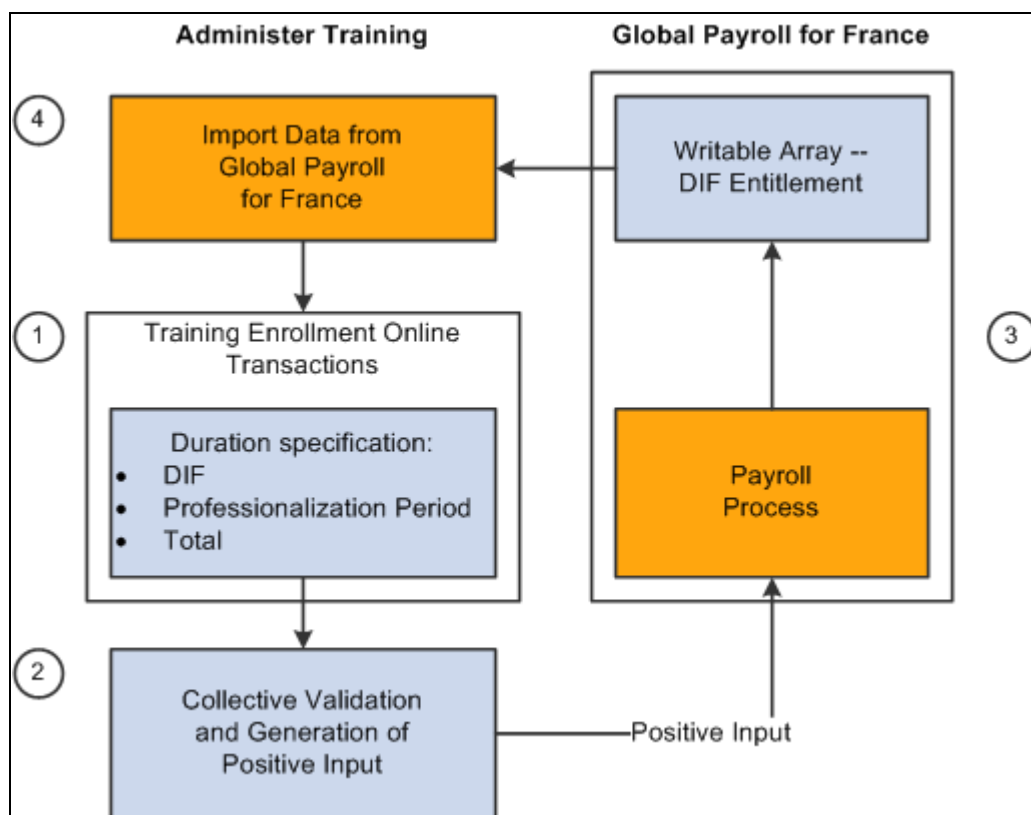 Administer Training
Global Payroll for France
4
Import Data from
Global Payroll
for France
Writable Array --
DIF Entitlement
1
Training Enrollment Online
Transactions
3
Duration specification:
• DIF
• Professionalization Period
• Total
Payroll
Process
2
Collective Validation
and Generation of
Positive Input
Positive Input